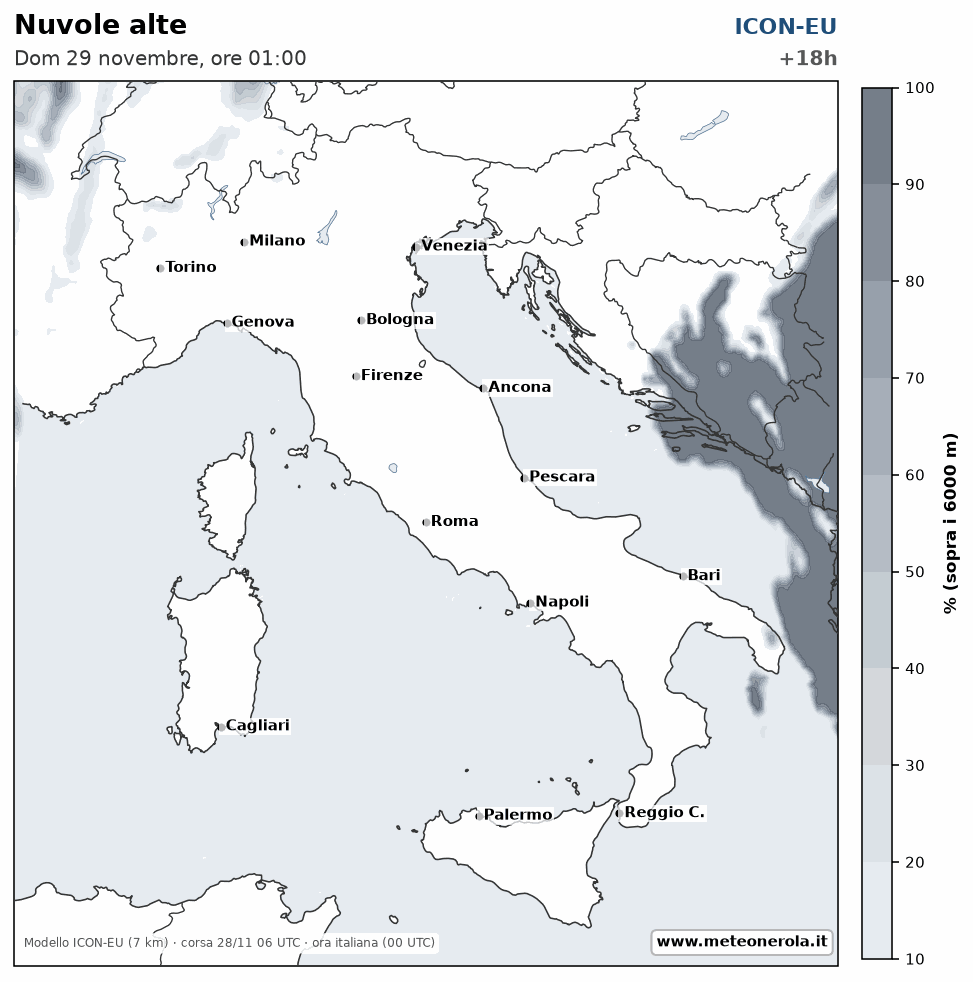 Nuvole alte
ICON-EU
Dom 29 novembre, ore 01:00
+18h
100
90
80
70
60
50
40
30
20
10
% (sopra i 6000 m)
Milano
Venezia
Torino
Genova
Bologna
Firenze
Ancona
Pescara
Roma
Bari
Napoli
Cagliari
Palermo
Reggio C.
Modello ICON-EU (7 km) · corsa 28/11 06 UTC · ora italiana (00 UTC)
www.meteonerola.it